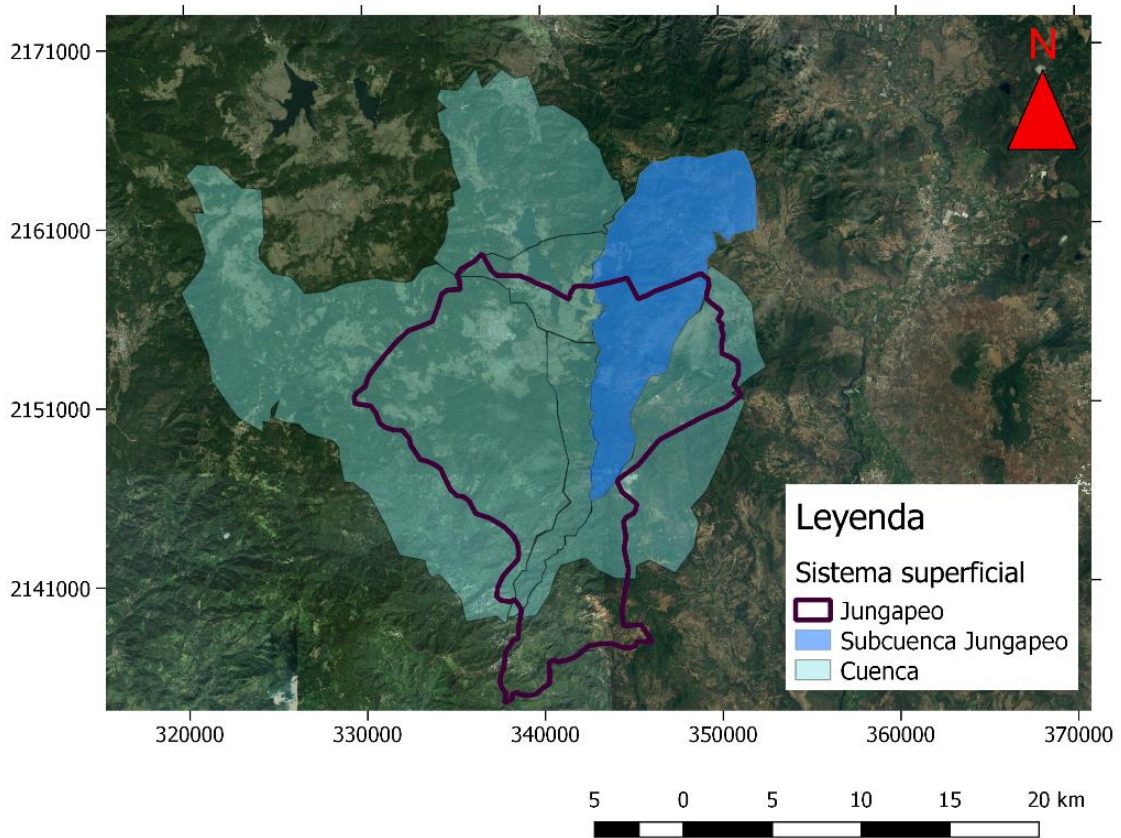 2171000
N
2161000
2151000
2141000
Leyenda
Sistema superficial
Jungapeo
Subcuenca Jungapeo
Cuenca
320000 330000 340000 350000 360000 370000
5 0 5 10 15 20 km